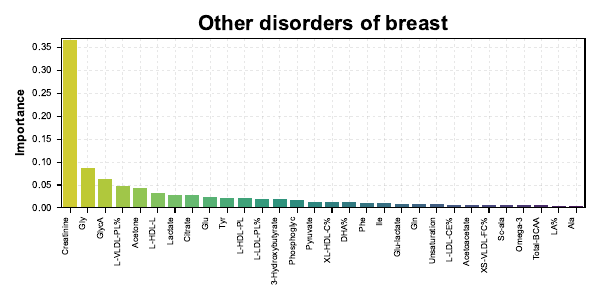 Other disorders of breast
Importance
0.35
0.30
0.25
0.20
0.15
0.10
0.05
0.00
Creatinine
Gly
GlycA
L-VLDL-PL%
Acetone
L-HDL-L
Lactate
Citrate
Glu
Tyr
L-HDL-PL
L-LDL-PL%
3-Hydroxybutyrate
Phosphoglyc
Pyruvate
XL-HDL-C%
DHA%
Phe
Ile
Glu-lactate
Gln
Unsaturation
L-LDL-CE%
Acetoacetate
XS-VLDL-FC%
Sc-ala
Omega-3
Total-BCAA
LA%
Ala